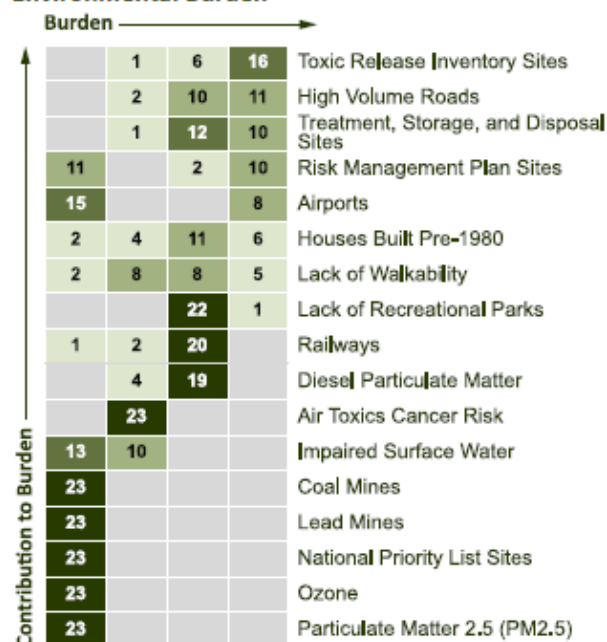 Environmental Burden
Burden
1 6 16 Toxic Release Inventory Sites
2 10 11 High Volume Roads
1 12 10 Treatment, Storage, and Disposal
Sites
11 2 10 Risk Management Plan Sites
15 8 Airports
2 4 11 6 Houses Built Pre-1980
2 8 8 5 Lack of Walkability
22 1 Lack of Recreational Parks
1 2 20 Railways
4 19 Diesel Particulate Matter
23 Air Toxics Cancer Risk
13 10 Impaired Surface Water
23 Coal Mines
23 Lead Mines
23 National Priority List Sites
23 Ozone
23 Particulate Matter 2.5 (PM2.5)
Contribution to Burden